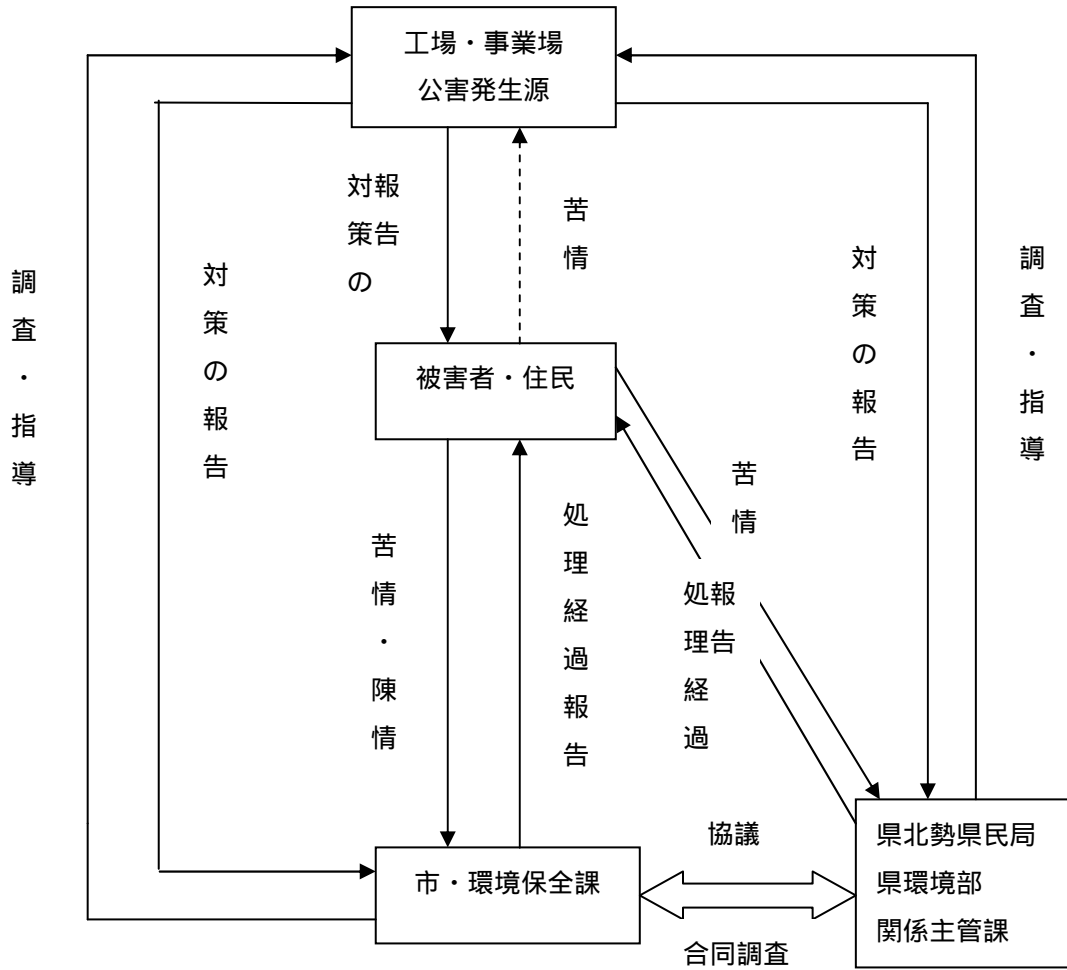 工場・事業場
公害発生源
対策の報告
苦情
調査・指導
対策の報告
対策の報告
調査・指導
被害者・住民
苦情・陳情
処理経過報告
苦情
処理経過報告
市・環境保全課
協議
合同調査
県北勢県民局
県環境部
関係主管課